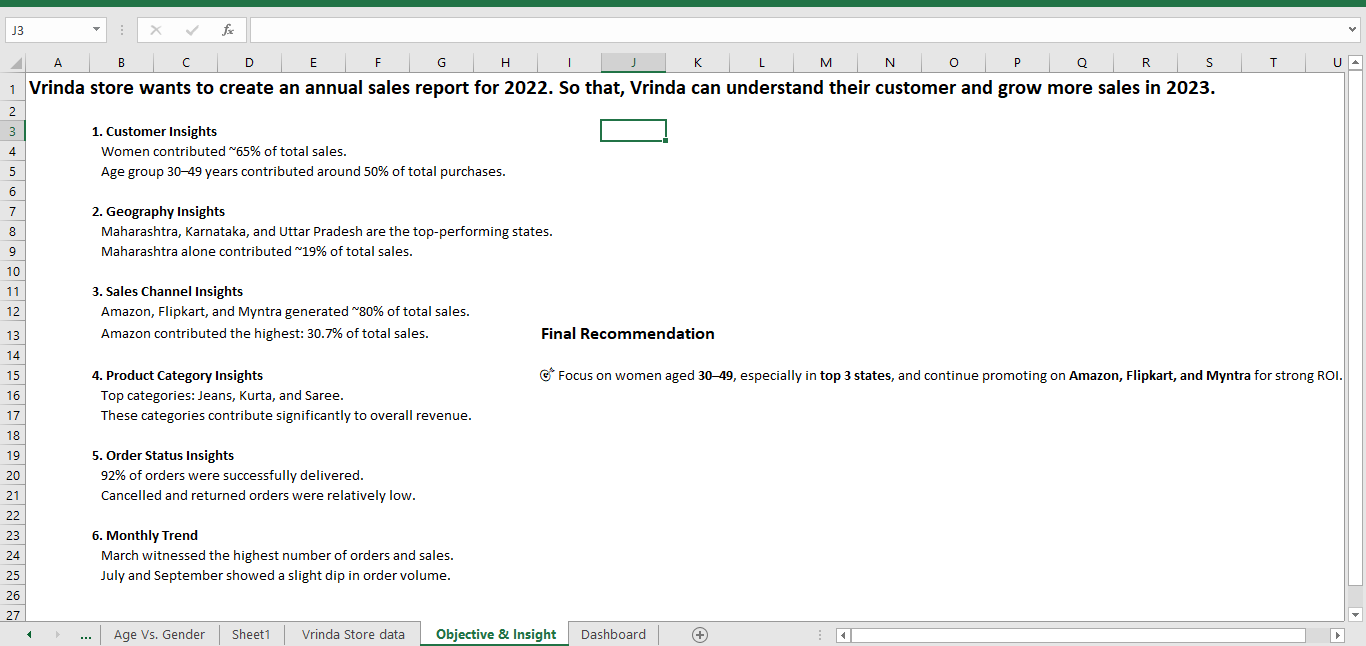 J3
fx
A B C D E F G H I J K L M N O P Q R S T U
1 Vrinda store wants to create an annual sales report for 2022. So that, Vrinda can understand their customer and grow more sales in 2023.
2
3 1. Customer Insights
4 Women contributed ~65% of total sales.
5 Age group 30–49 years contributed around 50% of total purchases.
6
7 2. Geography Insights
8 Maharashtra, Karnataka, and Uttar Pradesh are the top-performing states.
9 Maharashtra alone contributed ~19% of total sales.
10
11 3. Sales Channel Insights
12 Amazon, Flipkart, and Myntra generated ~80% of total sales.
13 Amazon contributed the highest: 30.7% of total sales. Final Recommendation
14
15 4. Product Category Insights 🎯 Focus on women aged 30–49, especially in top 3 states, and continue promoting on Amazon, Flipkart, and Myntra for strong ROI.
16 Top categories: Jeans, Kurta, and Saree.
17 These categories contribute significantly to overall revenue.
18
19 5. Order Status Insights
20 92% of orders were successfully delivered.
21 Cancelled and returned orders were relatively low.
22
23 6. Monthly Trend
24 March witnessed the highest number of orders and sales.
25 July and September showed a slight dip in order volume.
26
27
... Age Vs. Gender Sheet1 Vrinda Store data Objective & Insight Dashboard